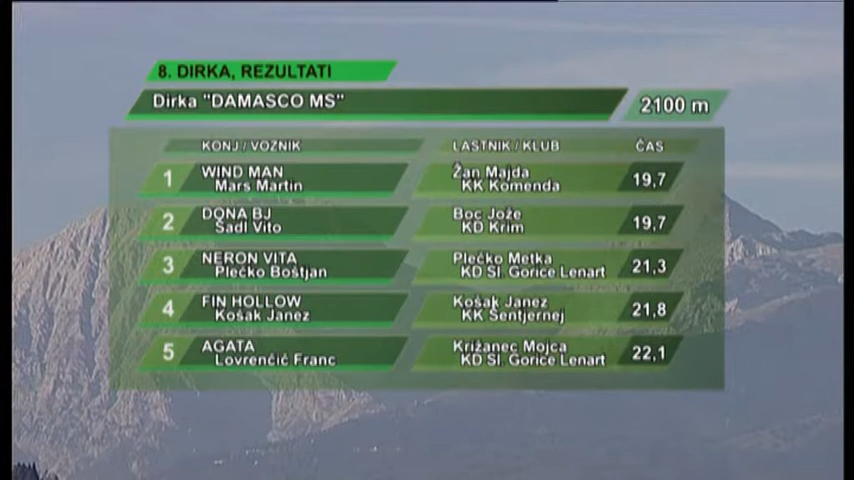 8. DIRKA, REZULTATI
Dirka "DAMASCO MS" 2100 m
KONJ / VOZNIK LASTNIK / KLUB ČAS
1 WIND MAN Žan Majda 19,7
Mars Martin KK Komenda
2 DONA BJ Boc Jože 19,7
Šadl Vito KD Krim
3 NERON VITA Plečko Metka 21,3
Plečko Boštjan KD Sl. Gorice Lenart
4 FIN HOLLOW Košak Janez 21,8
Košak Janez KK Šentjernej
5 AGATA Križanec Mojca 22,1
Lovrenčič Franc KD Sl. Gorice Lenart